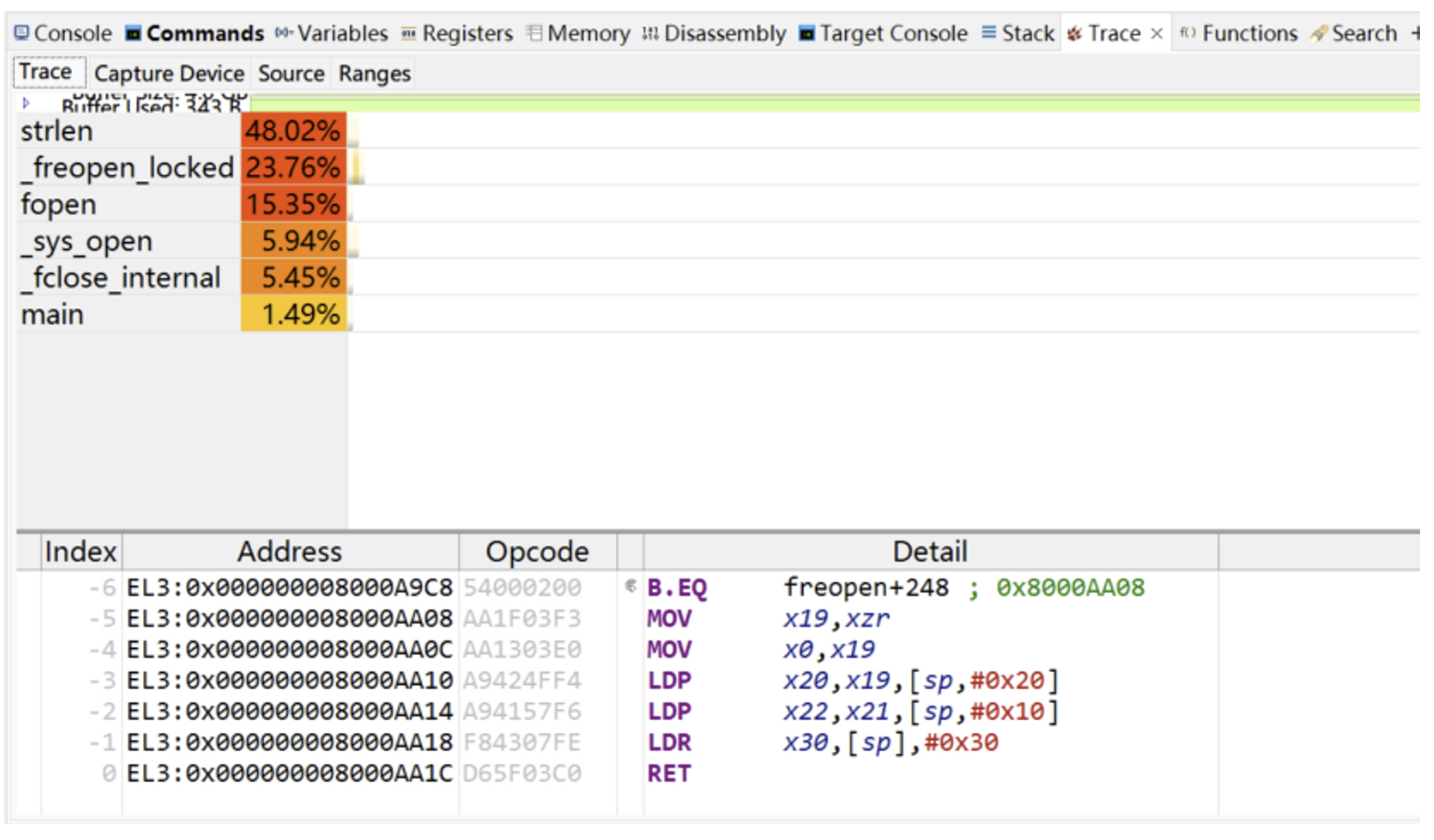 Console Commands Variables Registers Memory Disassembly Target Console Stack Trace × Functions Search
Trace Capture Device Source Ranges
Buffer Size: 4.0 GB
Buffer Used: 343 B
strlen 48.02%
_freopen_locked 23.76%
fopen 15.35%
_sys_open 5.94%
_fclose_internal 5.45%
main 1.49%
Index Address Opcode Detail
-6 EL3:0x000000008000A9C8 54000200 B.EQ freopen+248 ; 0x8000AA08
-5 EL3:0x000000008000AA08 AA1F03F3 MOV x19,xzr
-4 EL3:0x000000008000AA0C AA1303E0 MOV x0,x19
-3 EL3:0x000000008000AA10 A9424FF4 LDP x20,x19,[sp,#0x20]
-2 EL3:0x000000008000AA14 A94157F6 LDP x22,x21,[sp,#0x10]
-1 EL3:0x000000008000AA18 F84307FE LDR x30,[sp],#0x30
0 EL3:0x000000008000AA1C D65F03C0 RET